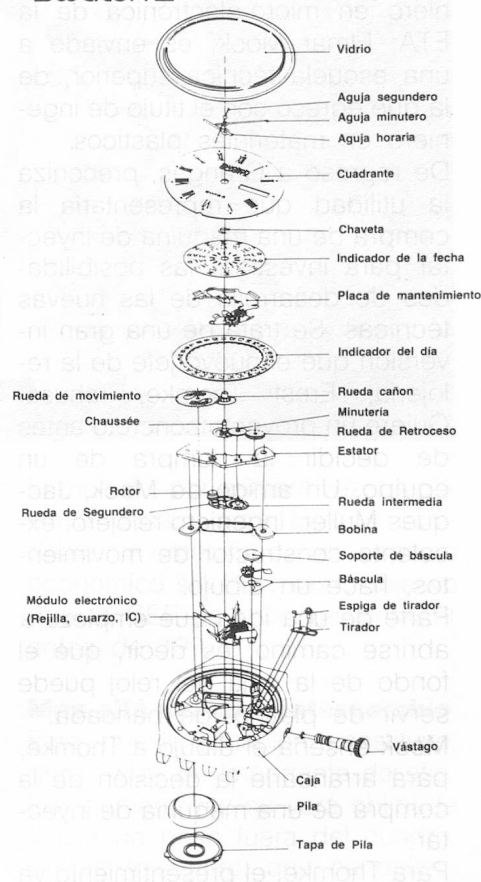 Vidrio
Aguja segundero
Aguja minutero
Aguja horaria
Cuadrante
Chaveta
Indicador de la fecha
Placa de mantenimiento
Indicador del día
Rueda de movimiento
Rueda cañon
Minutería
Chaussée
Rueda de Retroceso
Estator
Rotor
Rueda intermedia
Rueda de Segundero
Bobina
Soporte de báscula
Báscula
Módulo electrónico
(Rejilla, cuarzo, IC)
Espiga de tirador
Tirador
Vástago
Caja
Pila
Tapa de Pila